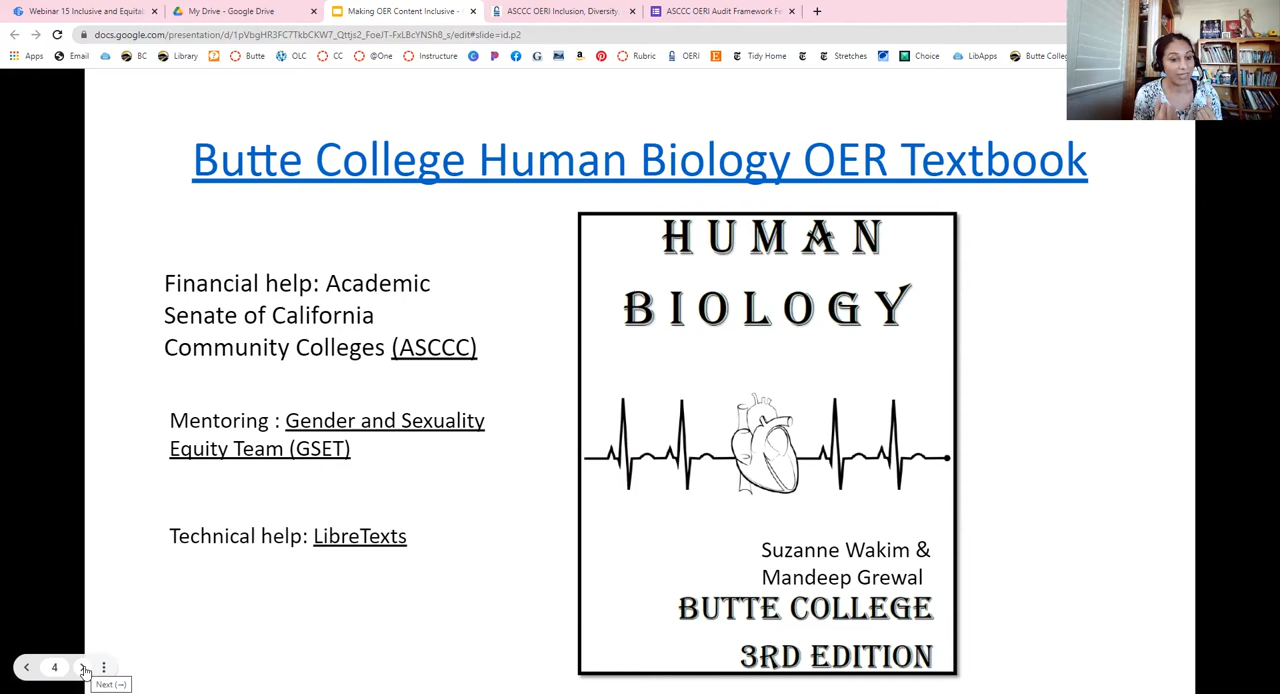 Webinar 15 Inclusive and Equitab
My Drive - Google Drive
Making OER Content Inclusive -
ASCCC OERI Inclusion, Diversity,
ASCCC OERI Audit Framework Fe
docs.google.com/presentation/d/1pVbgHR3FC7TkbCKW7_Qttjs2_FoeJT-FxLBcYNSh8_s/edit#slide=id.p2
Apps
Email
BC
Library
Butte
OLC
CC
@One
Instructure
Rubric
OERI
Tidy Home
Stretches
Choice
LibApps
Butte Colleg
Butte College Human Biology OER Textbook
Financial help: Academic
Senate of California
Community Colleges (ASCCC)
Mentoring : Gender and Sexuality
Equity Team (GSET)
Technical help: LibreTexts
HUMAN
BIOLOGY
Suzanne Wakim &
Mandeep Grewal
BUTTE COLLEGE
3RD EDITION
4
Next (→)